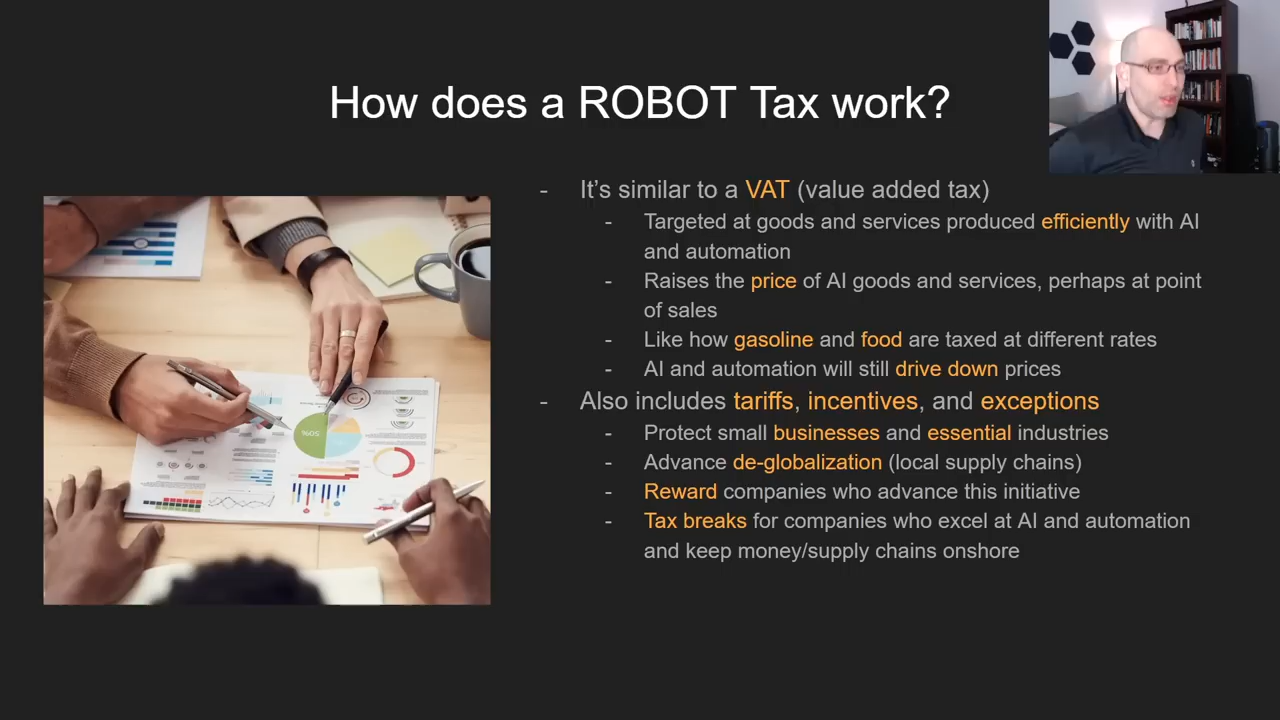 How does a ROBOT Tax work?
- It’s similar to a VAT (value added tax)
- Targeted at goods and services produced efficiently with AI
and automation
- Raises the price of AI goods and services, perhaps at point
of sales
- Like how gasoline and food are taxed at different rates
- AI and automation will still drive down prices
- Also includes tariffs, incentives, and exceptions
- Protect small businesses and essential industries
- Advance de-globalization (local supply chains)
- Reward companies who advance this initiative
- Tax breaks for companies who excel at AI and automation
and keep money/supply chains onshore
50%